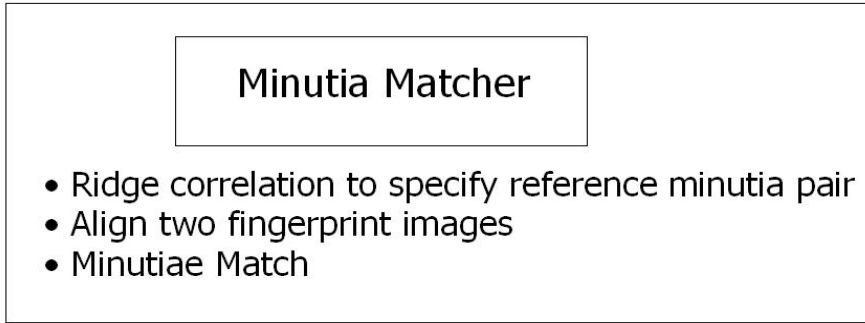 Minutia Matcher
• Ridge correlation to specify reference minutia pair
• Align two fingerprint images
• Minutiae Match